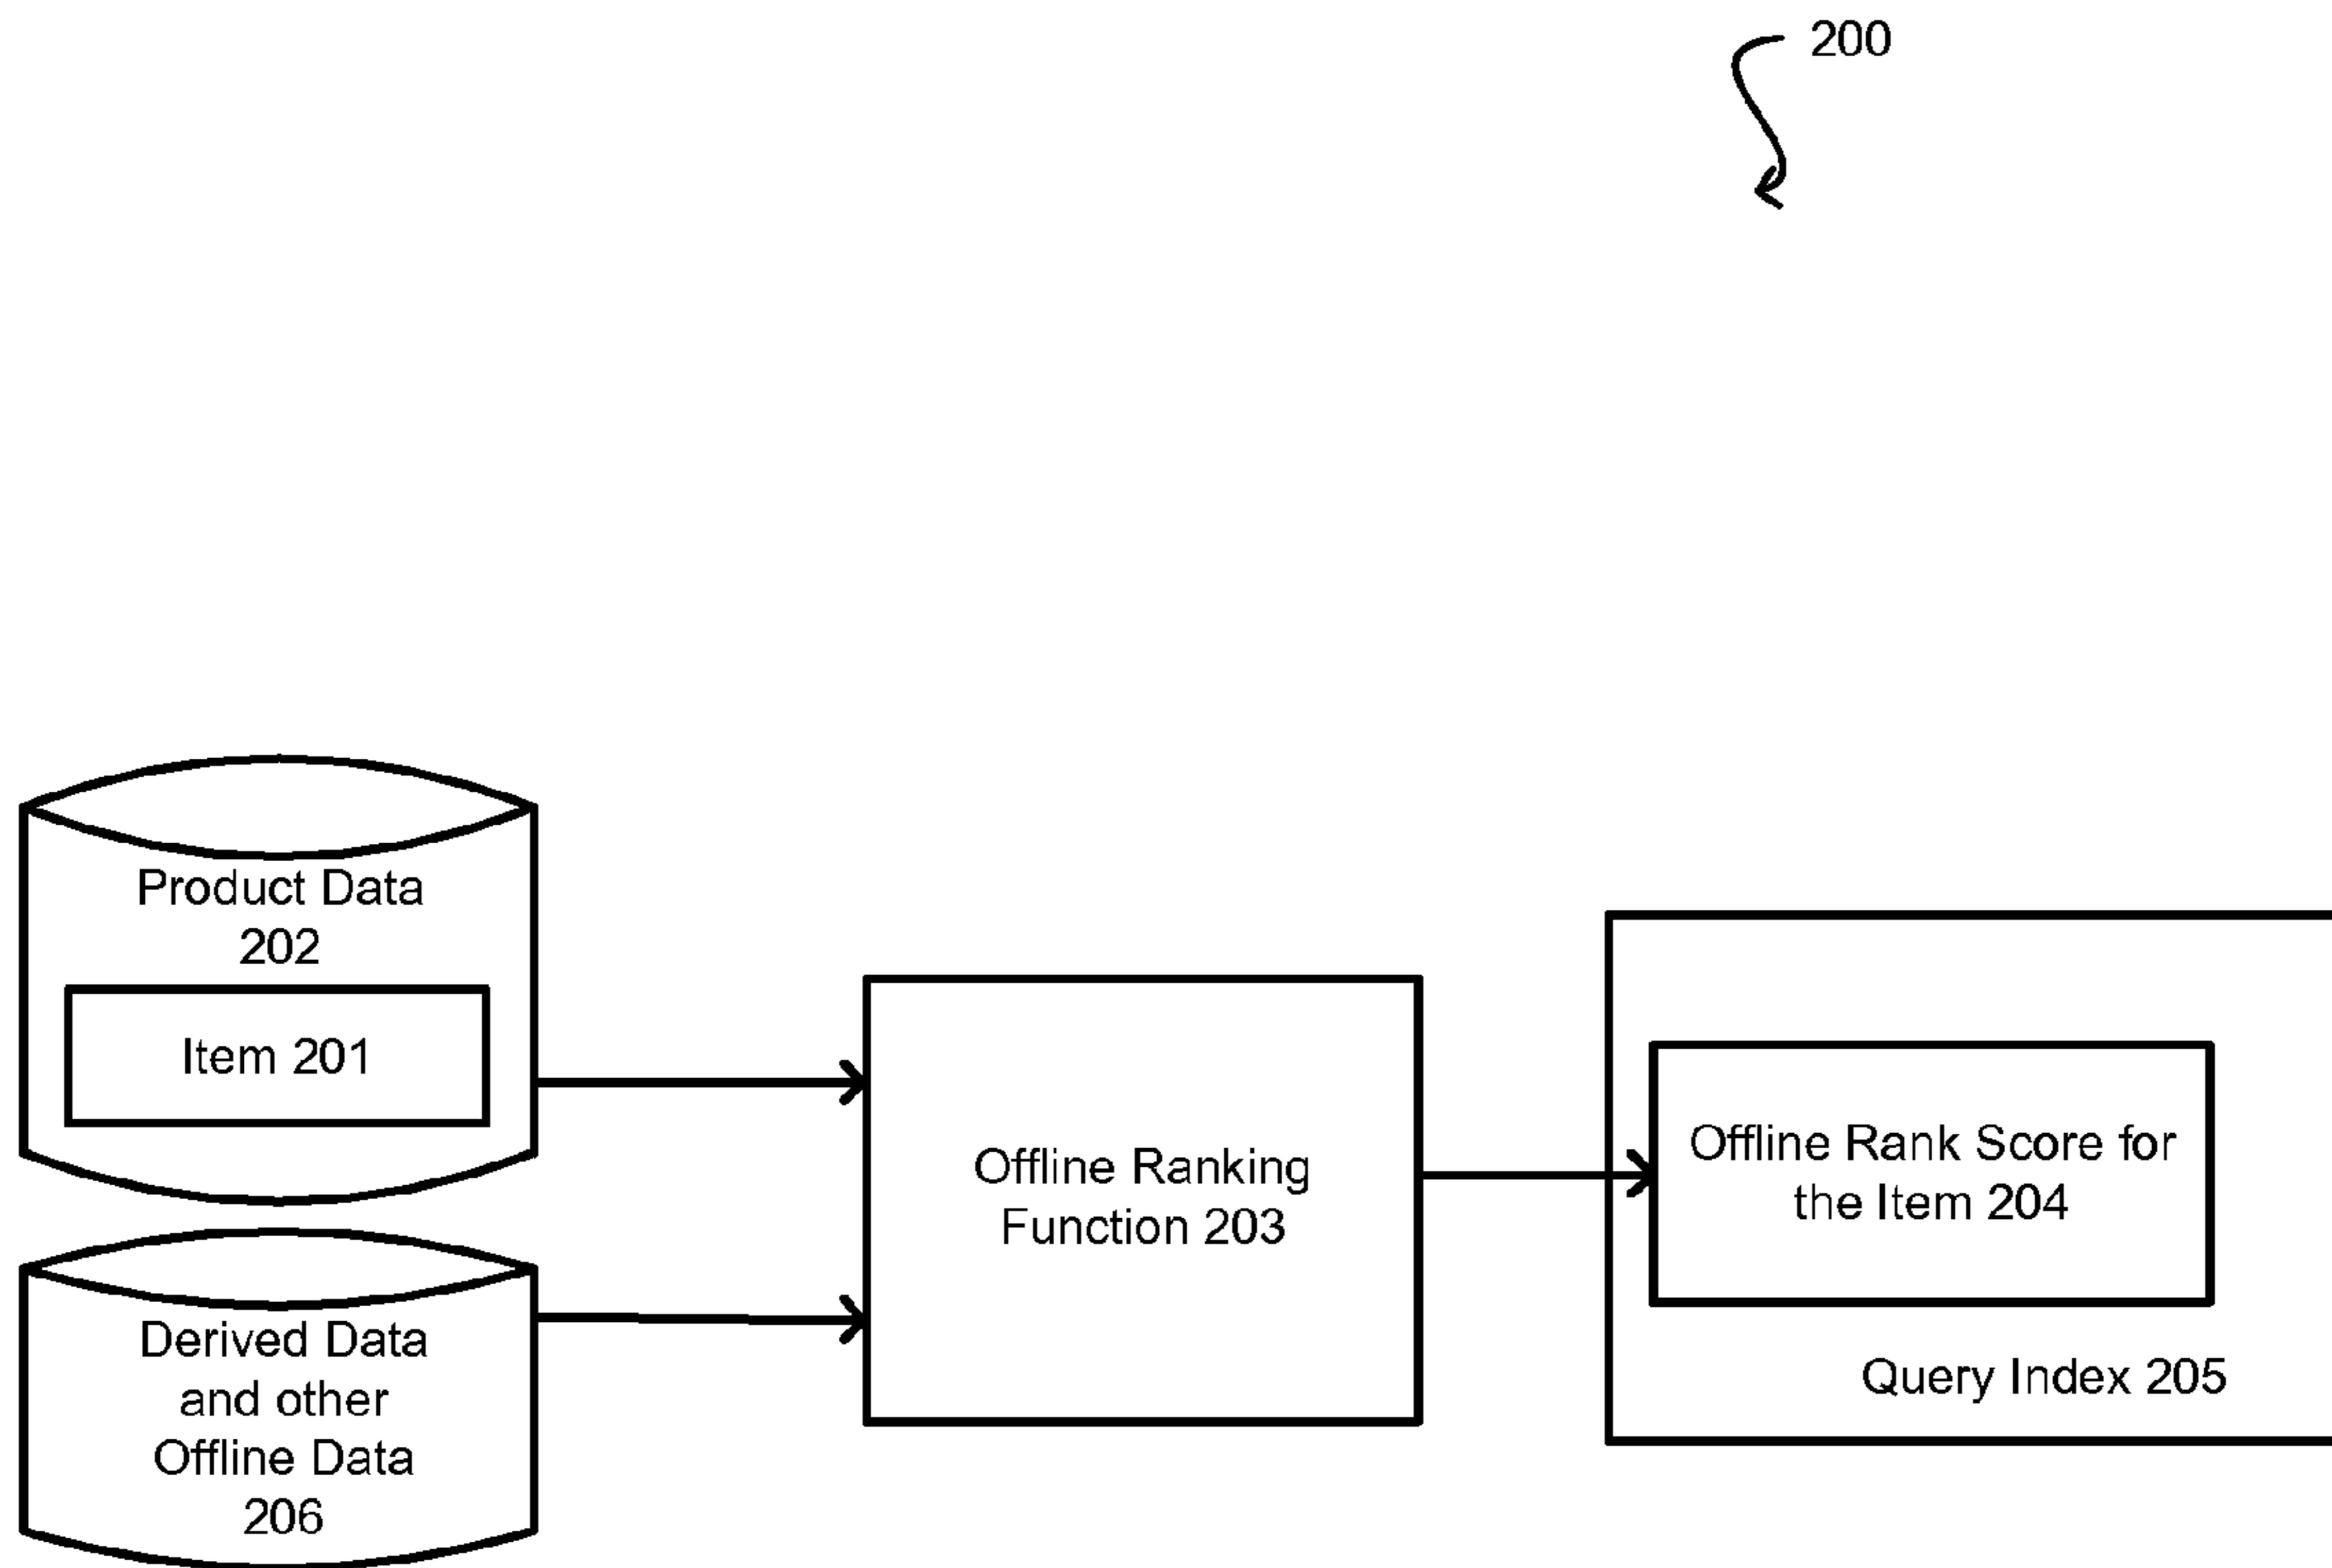 200
Product Data
202
Item 201
Derived Data
and other
Offline Data
206
Offline Ranking
Function 203
Offline Rank Score for
the Item 204
Query Index 205